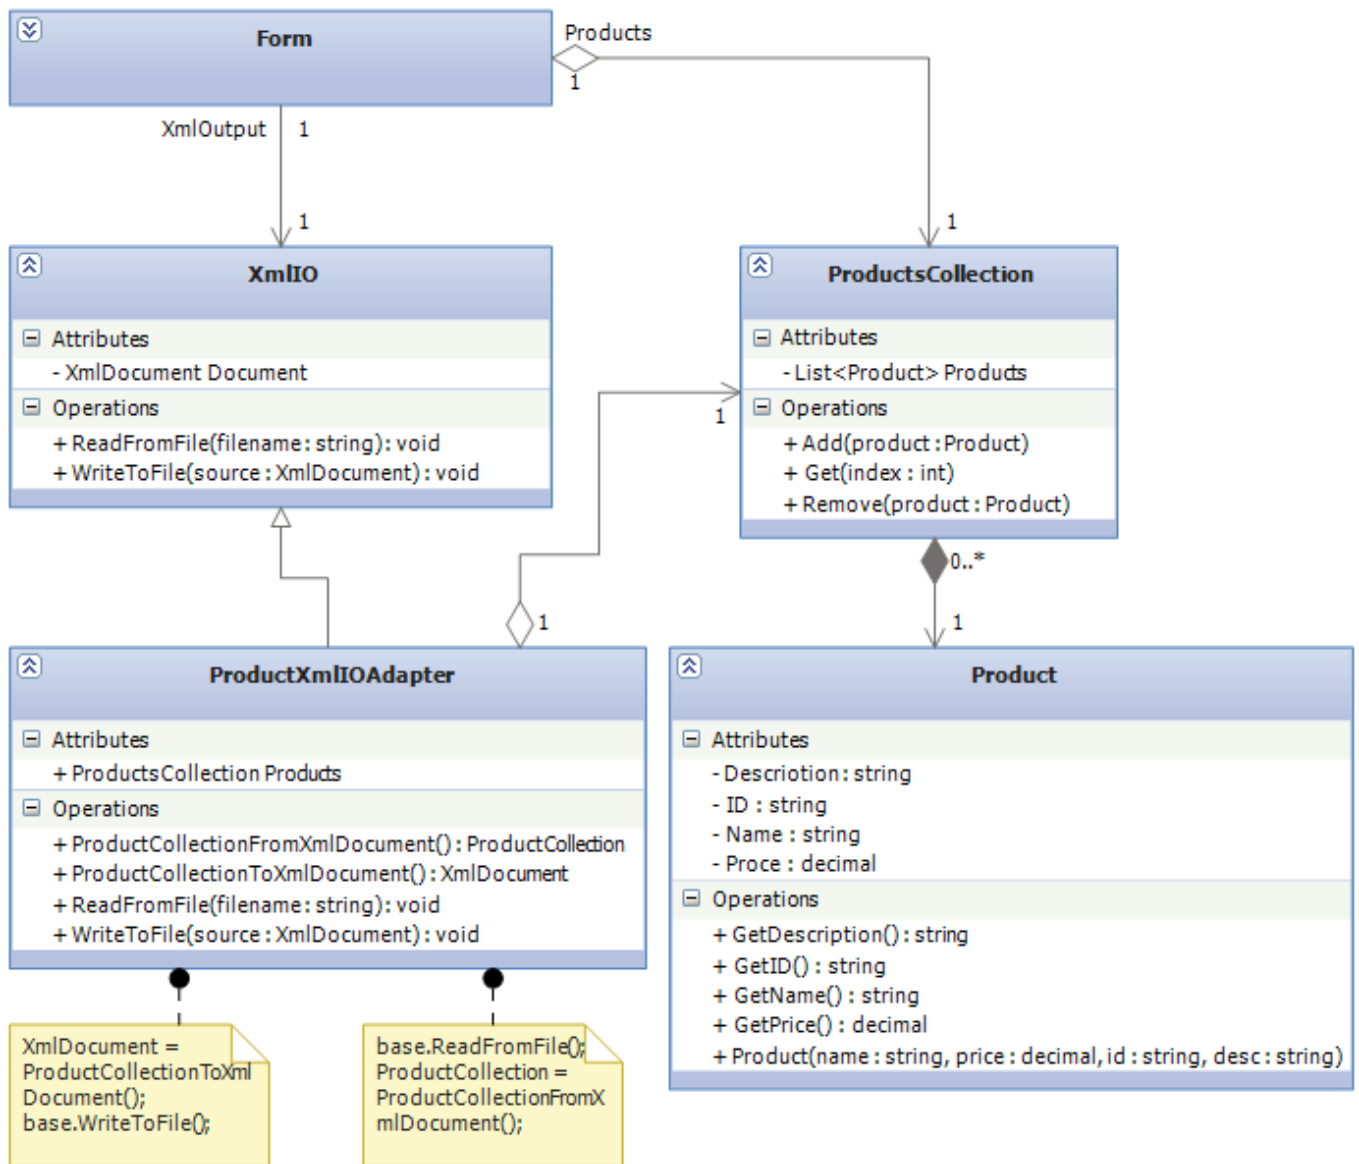 Form
Products
1
XmlOutput
1
1
1
XmlIO
Attributes
- XmlDocument Document
Operations
+ ReadFromFile(filename: string): void
+ WriteToFile(source: XmlDocument): void
ProductsCollection
Attributes
- List<Product> Products
Operations
+ Add(product: Product)
+ Get(index : int)
+ Remove(product: Product)
1
0..*
1
1
ProductXmlIOAdapter
Attributes
+ ProductsCollection Products
Operations
+ ProductCollectionFromXmlDocument(): ProductCollection
+ ProductCollectionToXmlDocument(): XmlDocument
+ ReadFromFile(filename: string): void
+ WriteToFile(source: XmlDocument): void
Product
Attributes
- Descriotion: string
- ID : string
- Name : string
- Proce : decimal
Operations
+ GetDescription(): string
+ GetID() : string
+ GetName() : string
+ GetPrice() : decimal
+ Product(name : string, price : decimal, id : string, desc : string)
XmlDocument =
ProductCollectionToXml
Document();
base.WriteToFile();
base.ReadFromFile();
ProductCollection =
ProductCollectionFromX
mlDocument();